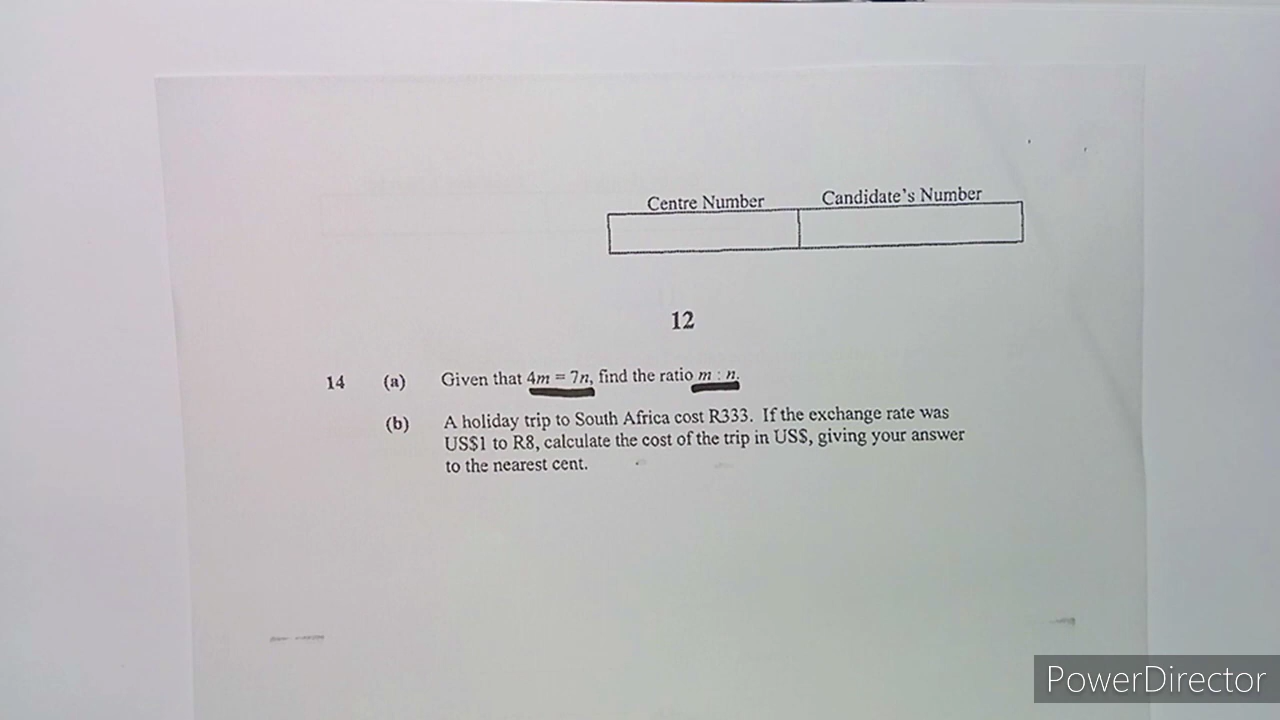 Centre Number Candidate's Number
12
14 (a) Given that 4m = 7n, find the ratio m : n.
(b) A holiday trip to South Africa cost R333. If the exchange rate was
US$1 to R8, calculate the cost of the trip in US$, giving your answer
to the nearest cent.
PowerDirector